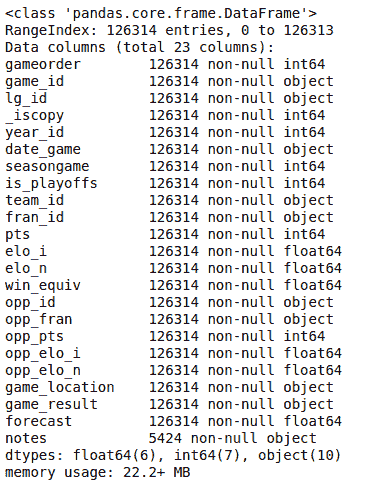 <class 'pandas.core.frame.DataFrame'>
RangeIndex: 126314 entries, 0 to 126313
Data columns (total 23 columns):
gameorder        126314 non-null int64
game_id          126314 non-null object
lg_id            126314 non-null object
_iscopy          126314 non-null int64
year_id          126314 non-null int64
date_game        126314 non-null object
seasongame       126314 non-null int64
is_playoffs      126314 non-null int64
team_id          126314 non-null object
fran_id          126314 non-null object
pts              126314 non-null int64
elo_i            126314 non-null float64
elo_n            126314 non-null float64
win_equiv        126314 non-null float64
opp_id           126314 non-null object
opp_fran         126314 non-null object
opp_pts          126314 non-null int64
opp_elo_i        126314 non-null float64
opp_elo_n        126314 non-null float64
game_location    126314 non-null object
game_result      126314 non-null object
forecast         126314 non-null float64
notes            5424 non-null object
dtypes: float64(6), int64(7), object(10)
memory usage: 22.2+ MB